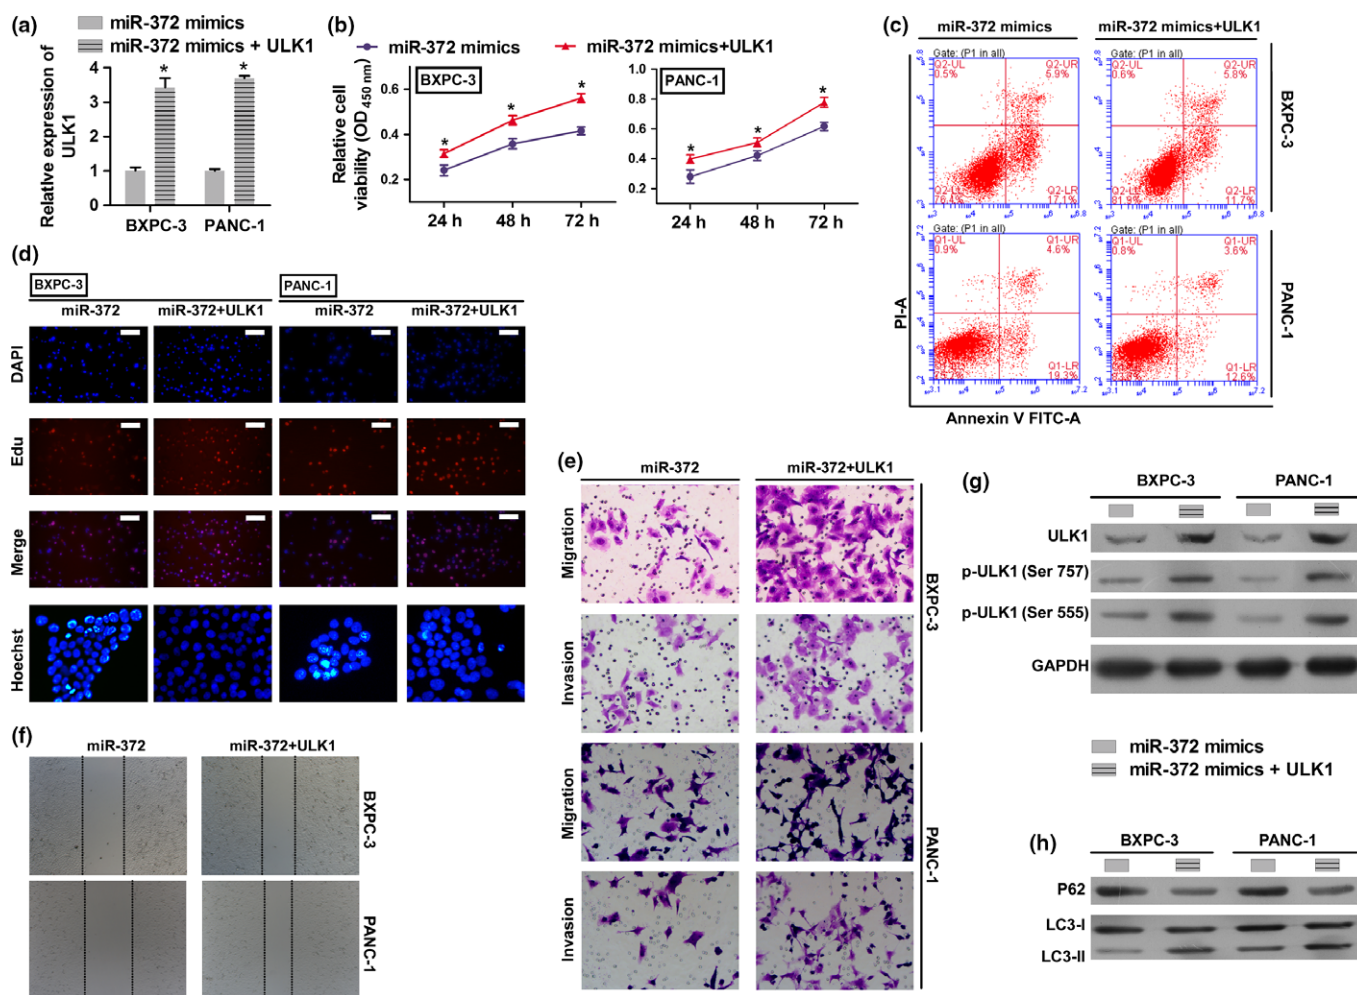 (a)
miR-372 mimics
miR-372 mimics + ULK1
Relative expression of
ULK1
4
3
2
1
0
*
*
BXPC-3
PANC-1
(b)
miR-372 mimics
miR-372 mimics+ULK1
Relative cell
viability (OD 450 nm)
BXPC-3
0.6
0.4
0.2
*
*
*
24 h
48 h
72 h
PANC-1
1.0
0.8
0.6
0.4
0.2
*
*
*
24 h
48 h
72 h
(c)
miR-372 mimics
miR-372 mimics+ULK1
Gate: (P1 in all)
Q2-UL
0.5%
Q2-UR
5.9%
Q2-LL
76.4%
Q2-LR
17.1%
Gate: (P1 in all)
Q2-UL
0.6%
Q2-UR
5.8%
Q2-LL
81.9%
Q2-LR
11.7%
BXPC-3
Gate: (P1 in all)
Q1-UL
0.9%
Q1-UR
4.6%
Q1-LR
19.3%
Gate: (P1 in all)
Q1-UL
0.8%
Q1-UR
3.6%
Q1-LR
12.6%
PANC-1
PI-A
Annexin V FITC-A
(d)
BXPC-3
PANC-1
miR-372
miR-372+ULK1
miR-372
miR-372+ULK1
DAPI
Edu
Merge
Hoechst
(e)
miR-372
miR-372+ULK1
Migration
Invasion
BXPC-3
Migration
Invasion
PANC-1
(f)
miR-372
miR-372+ULK1
BXPC-3
PANC-1
(g)
BXPC-3
PANC-1
ULK1
p-ULK1 (Ser 757)
p-ULK1 (Ser 555)
GAPDH
miR-372 mimics
miR-372 mimics + ULK1
(h)
BXPC-3
PANC-1
P62
LC3-I
LC3-II